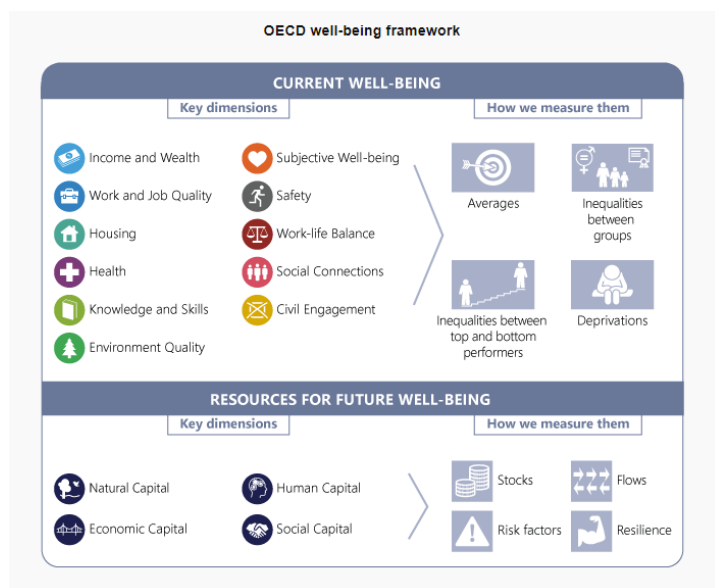 OECD well-being framework
CURRENT WELL-BEING
Key dimensions
How we measure them
Income and Wealth
Subjective Well-being
Work and Job Quality
Safety
Housing
Work-life Balance
Health
Social Connections
Knowledge and Skills
Civil Engagement
Environment Quality
Averages
Inequalities
between
groups
Inequalities between
top and bottom
performers
Deprivations
RESOURCES FOR FUTURE WELL-BEING
Key dimensions
How we measure them
Natural Capital
Human Capital
Economic Capital
Social Capital
Stocks
Flows
Risk factors
Resilience